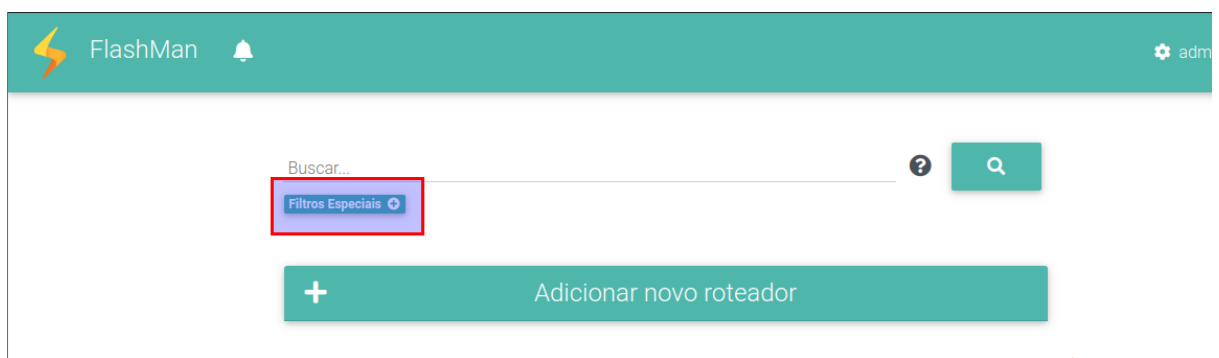 FlashMan
adm
Buscar...
Filtros Especiais
Adicionar novo roteador